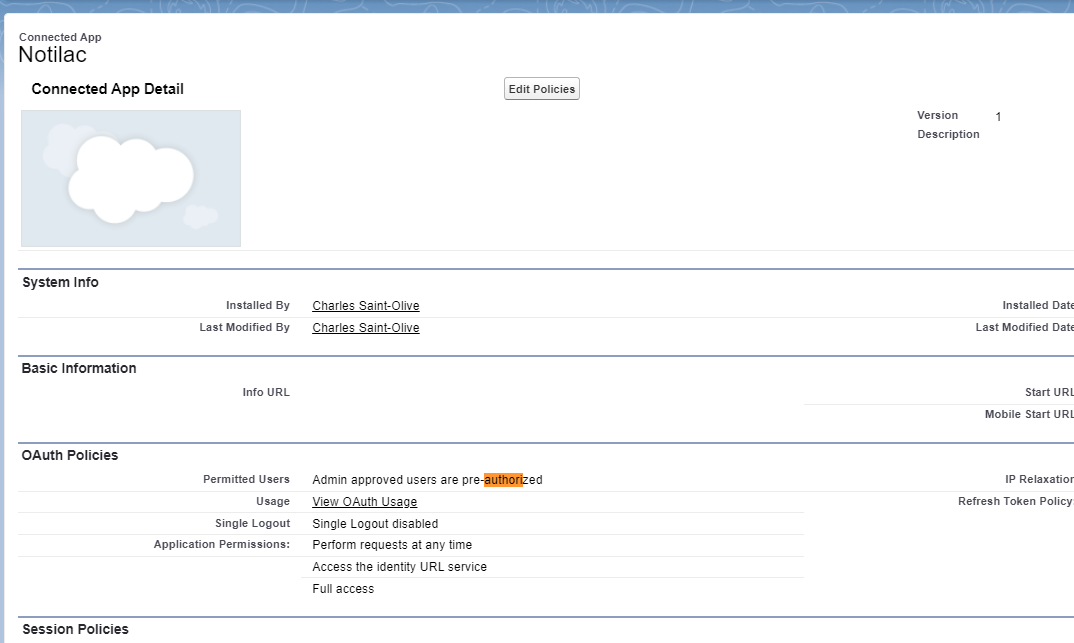 Connected App
Notilac
Connected App Detail
Edit Policies
Version 1
Description
System Info
Installed By Charles Saint-Olive Installed Date
Last Modified By Charles Saint-Olive Last Modified Date
Basic Information
Info URL Start URL
Mobile Start URL
OAuth Policies
Permitted Users Admin approved users are pre-authorized IP Relaxation
Usage View OAuth Usage Refresh Token Policy:
Single Logout Single Logout disabled
Application Permissions: Perform requests at any time
Access the identity URL service
Full access
Session Policies